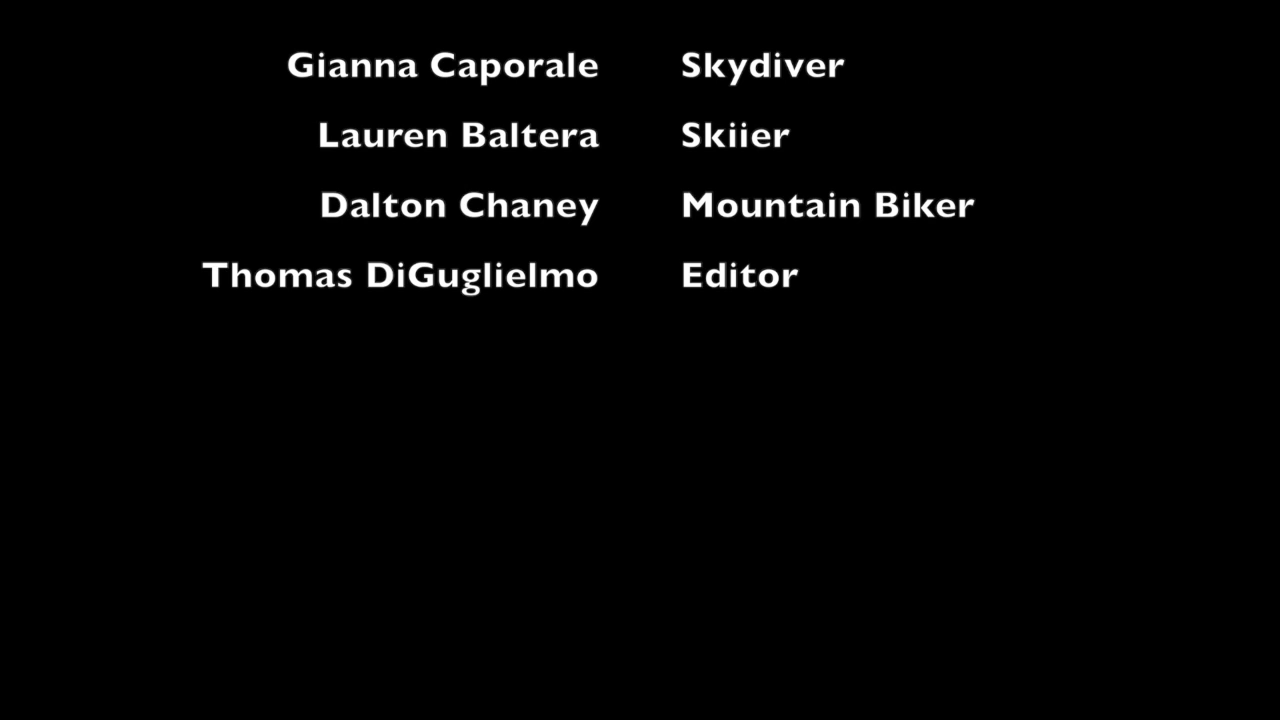 Gianna Caporale Skydiver
Lauren Baltera Skiier
Dalton Chaney Mountain Biker
Thomas DiGuglielmo Editor